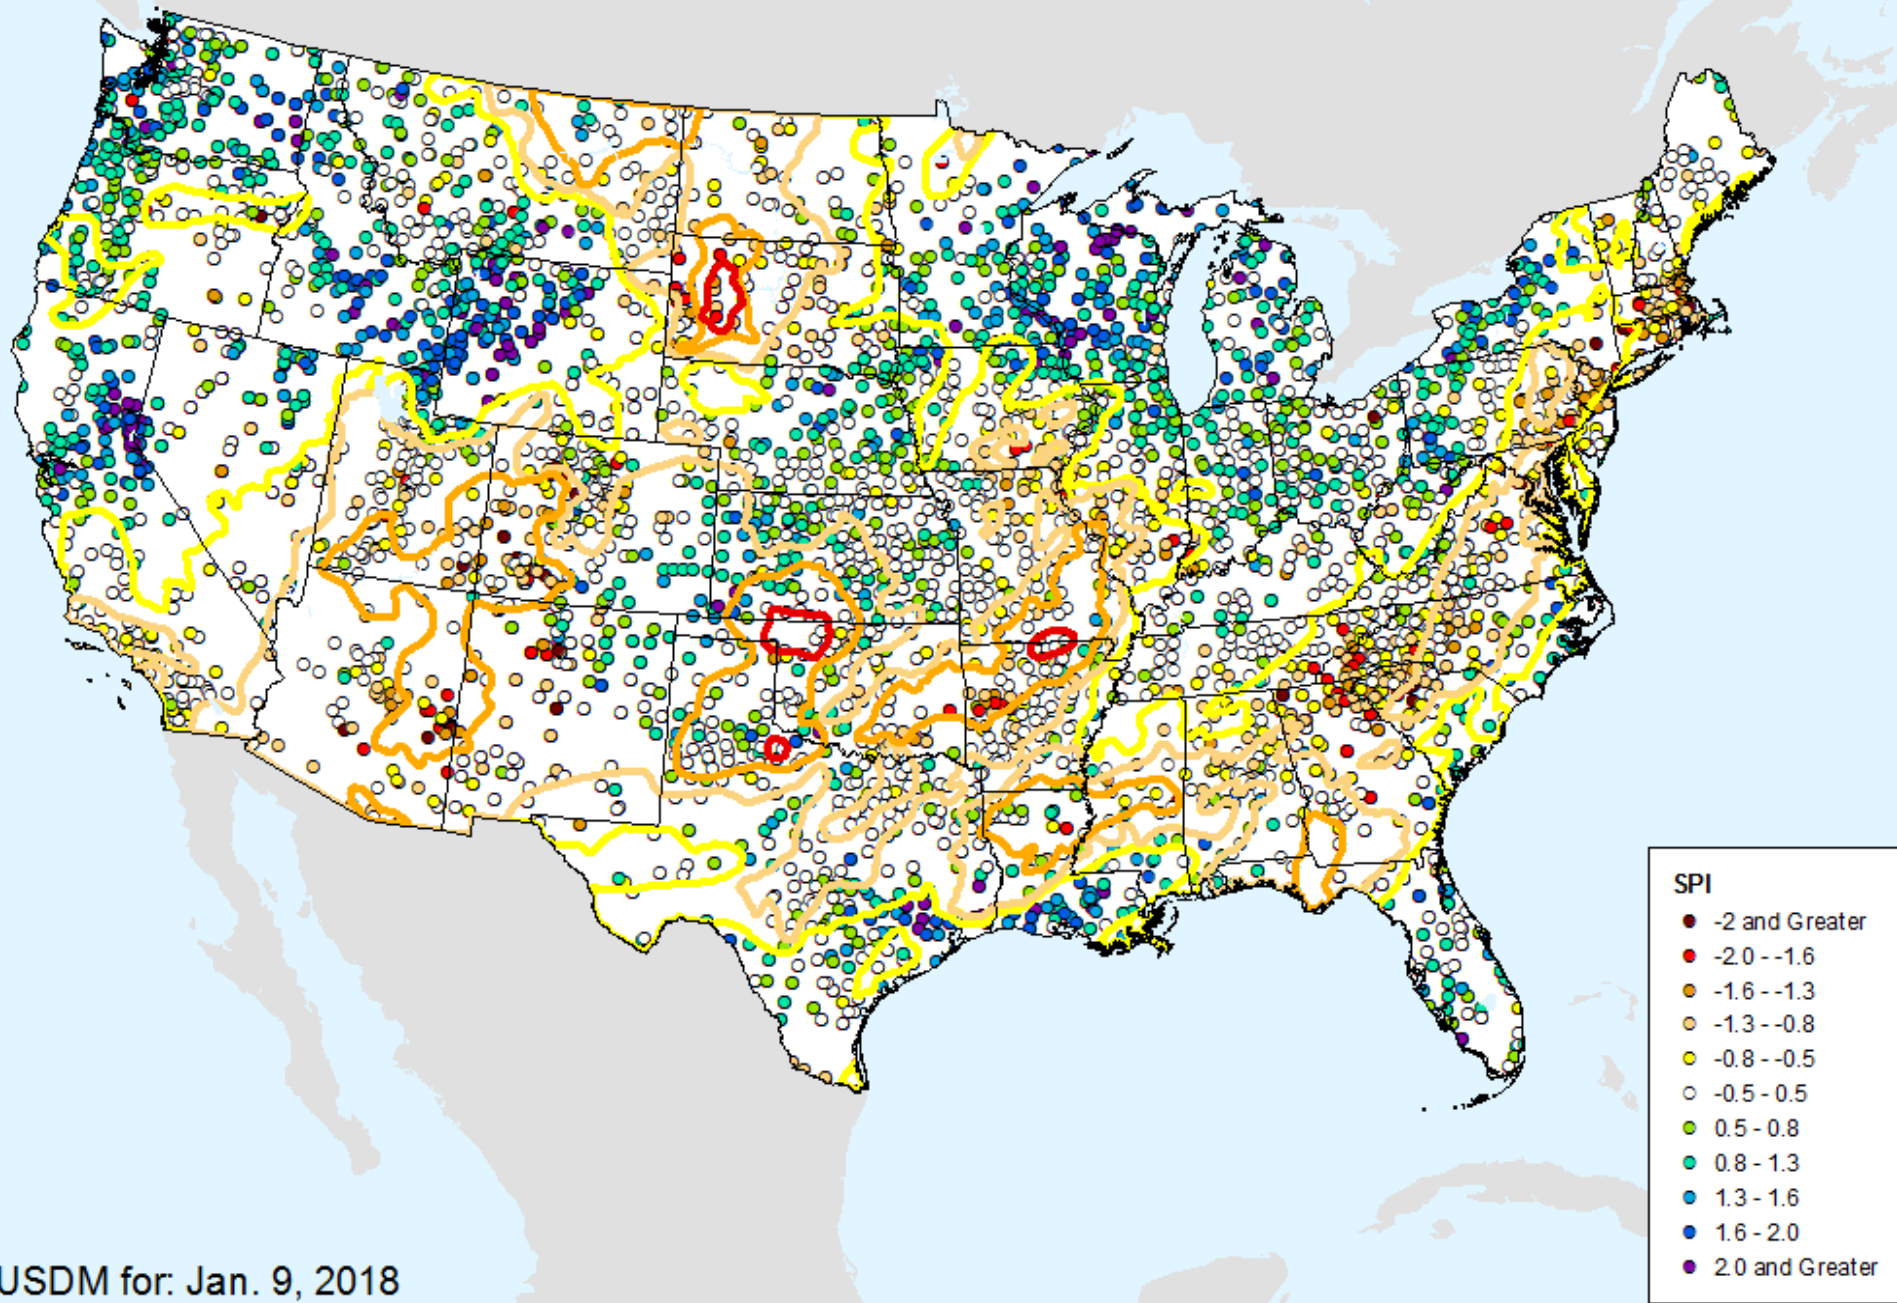 SPI
-2 and Greater
-2.0 - -1.6
-1.6 - -1.3
-1.3 - -0.8
-0.8 - -0.5
-0.5 - 0.5
0.5 - 0.8
0.8 - 1.3
1.3 - 1.6
1.6 - 2.0
2.0 and Greater
USDM for: Jan. 9, 2018